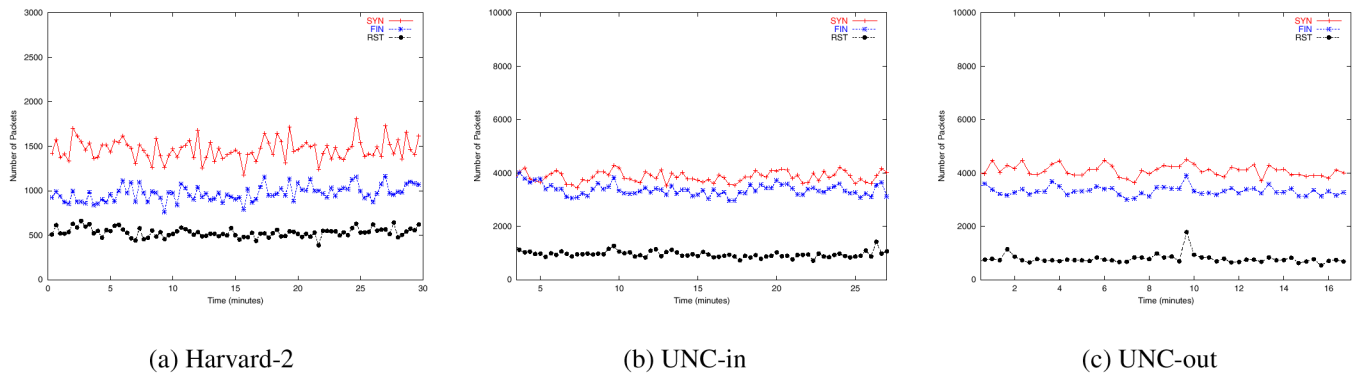 SYN
FIN
RST
3000
2500
2000
1500
1000
500
0
Number of Packets
0 5 10 15 20 25 30
Time (minutes)
(a) Harvard-2
SYN
FIN
RST
10000
8000
6000
4000
2000
0
Number of Packets
5 10 15 20 25
Time (minutes)
(b) UNC-in
SYN
FIN
RST
10000
8000
6000
4000
2000
0
Number of Packets
2 4 6 8 10 12 14 16
Time (minutes)
(c) UNC-out